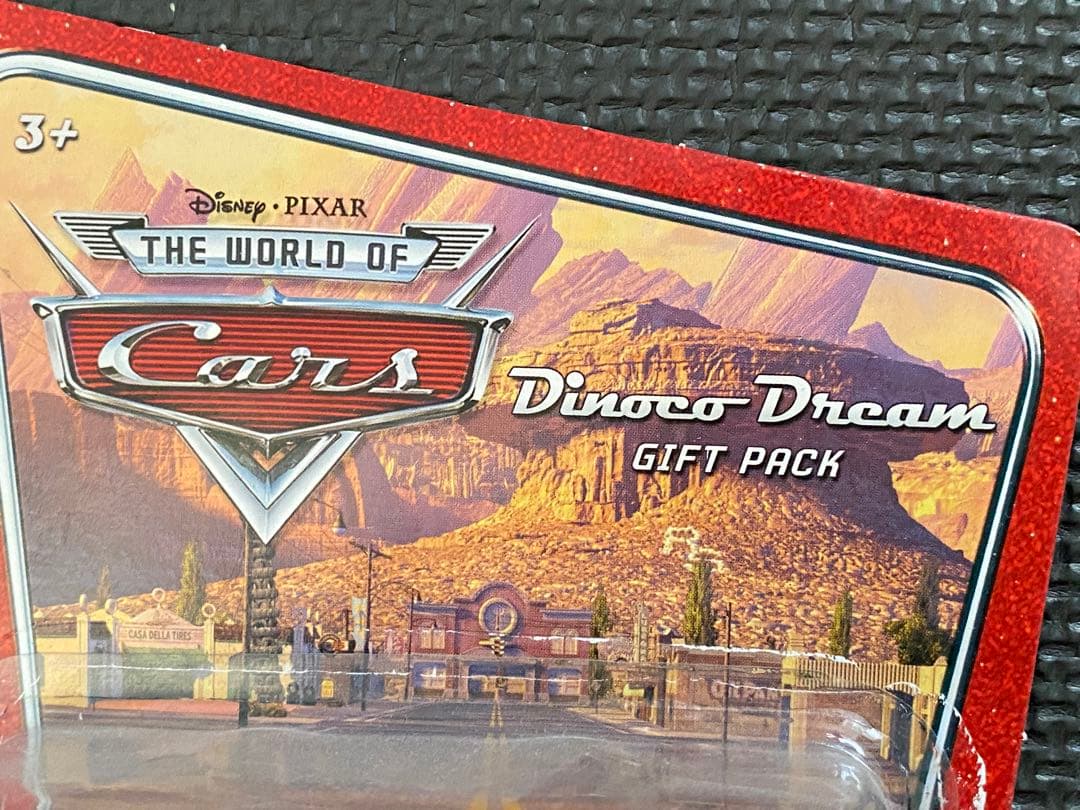 3+
Disney · PIXAR
THE WORLD OF
Cars
Dinoco Dream
GIFT PACK
CASA DELLA TIRES